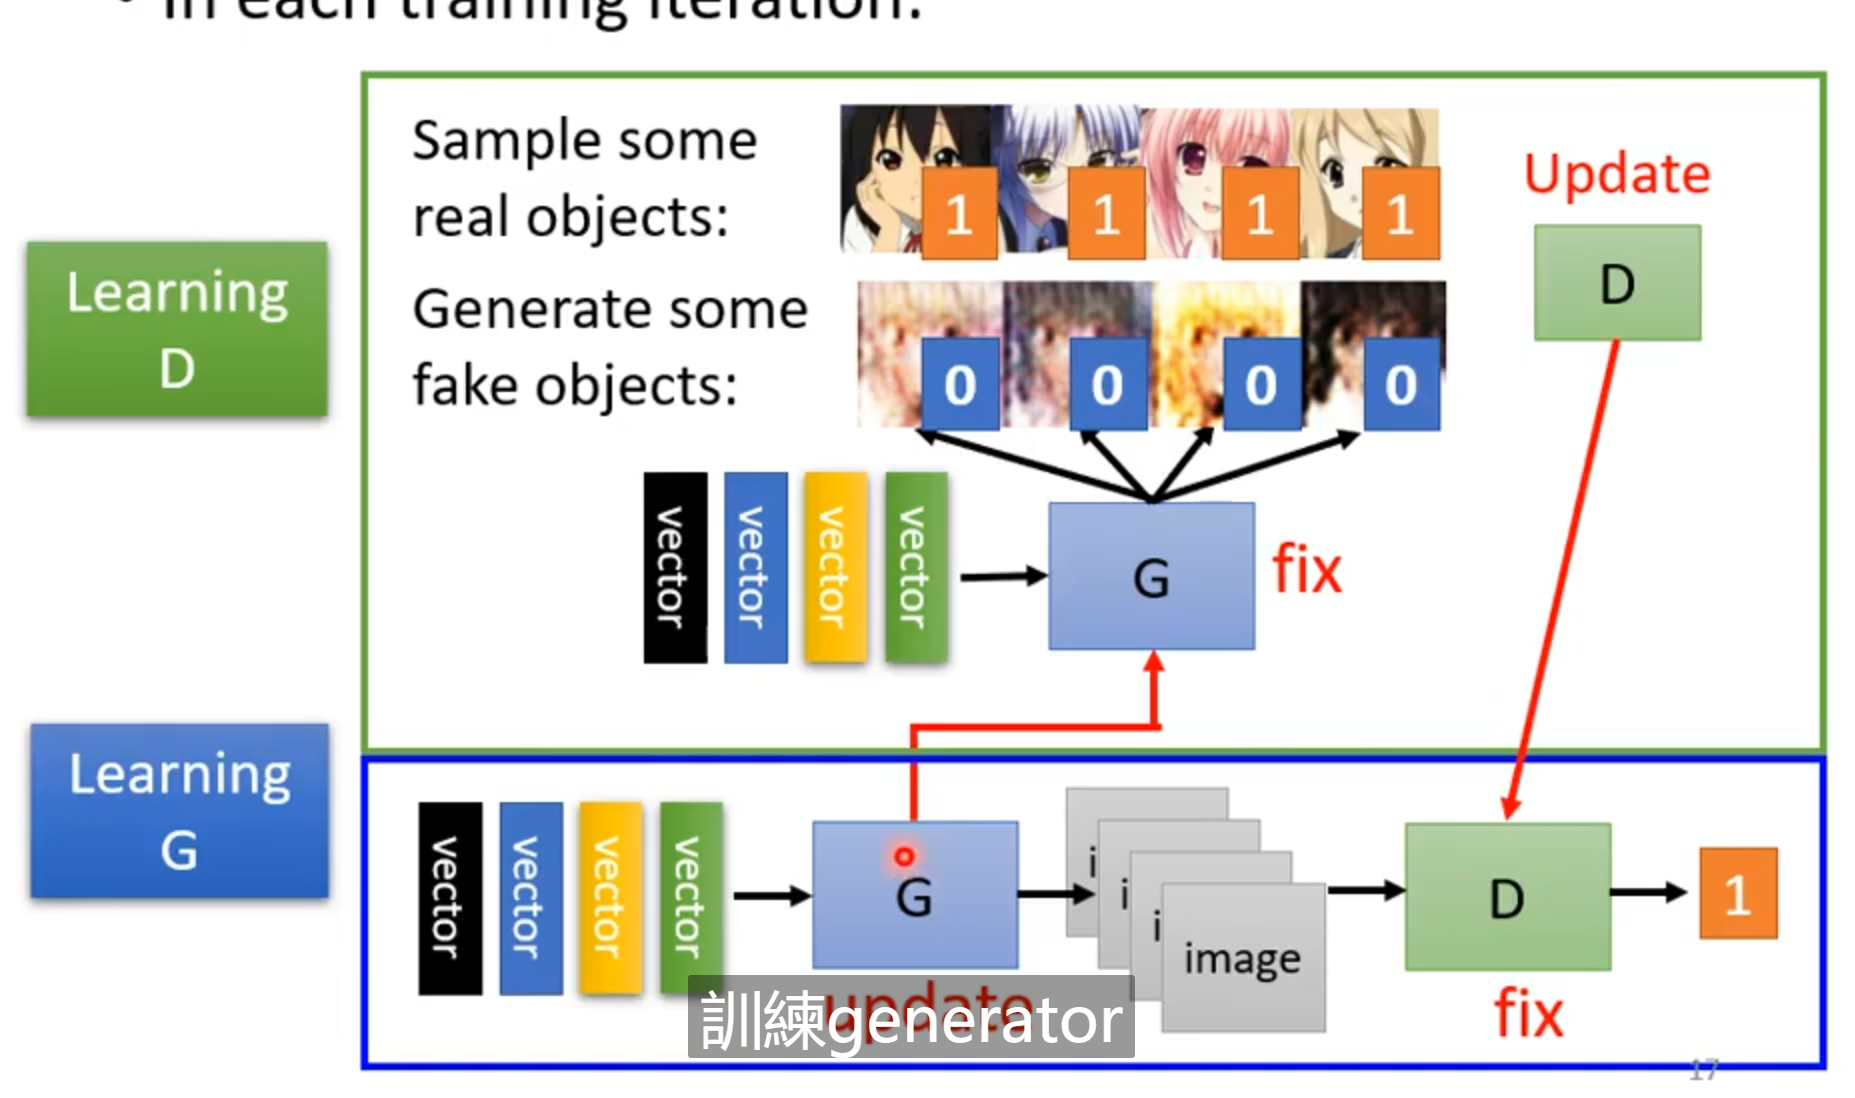 • In each training iteration:
Sample some
real objects:
1 1 1 1
Update
D
Learning
D
Generate some
fake objects:
0 0 0 0
vector vector vector vector
G
fix
Learning
G
vector vector vector vector
G
i
i
i
image
D
1
update
fix
訓練generator
17